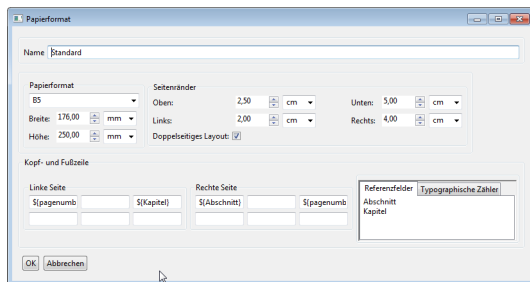 Papierformat
Name Standard
Papierformat
B5
Breite: 176,00 mm
Höhe: 250,00 mm
Seitenränder
Oben: 2,50 cm Unten: 5,00 cm
Links: 2,00 cm Rechts: 4,00 cm
Doppelseitiges Layout:
Kopf- und Fußzeile
Linke Seite
$(pagenumb $(Kapitel)
Rechte Seite
$(Abschnitt) $(pagenumb
Referenzfelder Typographische Zähler
Abschnitt
Kapitel
OK Abbrechen